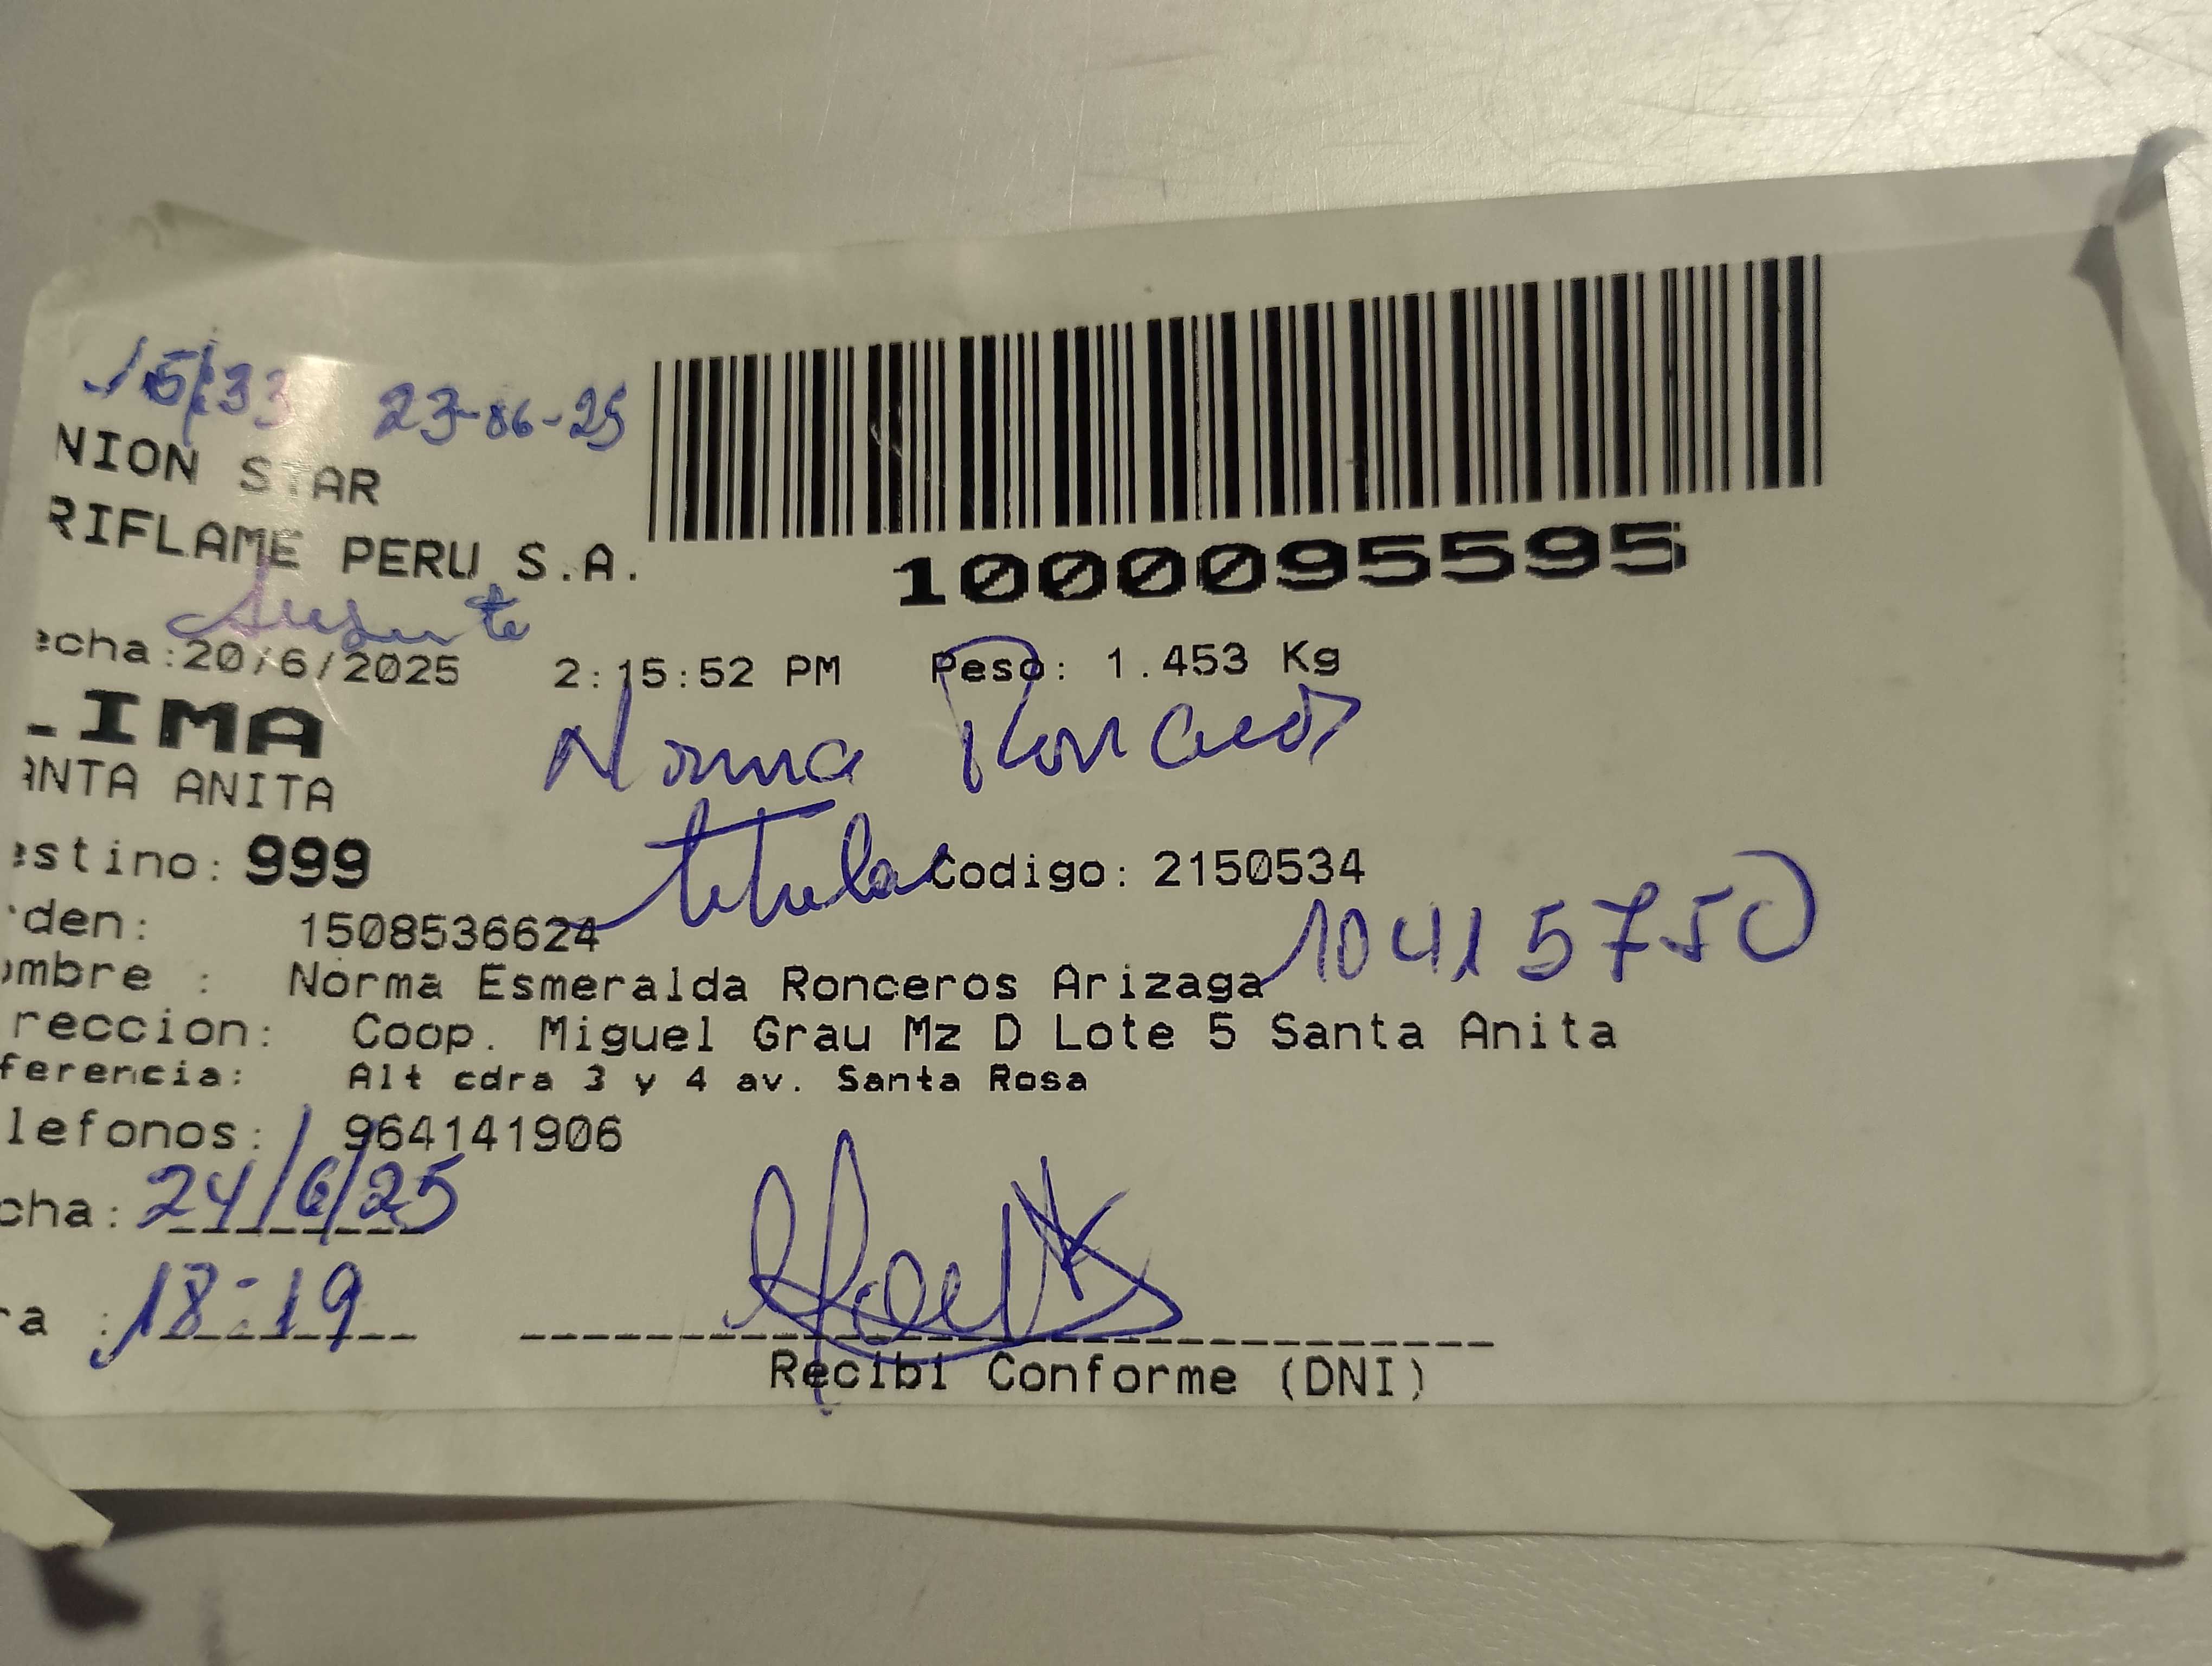 15:33 23-06-25
NION STAR
RIFLAME PERU S.A.
1000095595
Ausente
echa:20/6/2025 2:15:52 PM Peso: 1.453 Kg
LIMA
ANTA ANITA
Norma Ronceros
titular
estino: 999
Codigo: 2150534
rden: 1508536624
10415750
ombre : Norma Esmeralda Ronceros Arizaga
reccion: Coop. Miguel Grau Mz D Lote 5 Santa Anita
ferencia: Alt cdra 3 y 4 av. Santa Rosa
lefonos: 964141906
cha: 24/6/25
ra : 18:19
Recibi Conforme (DNI)